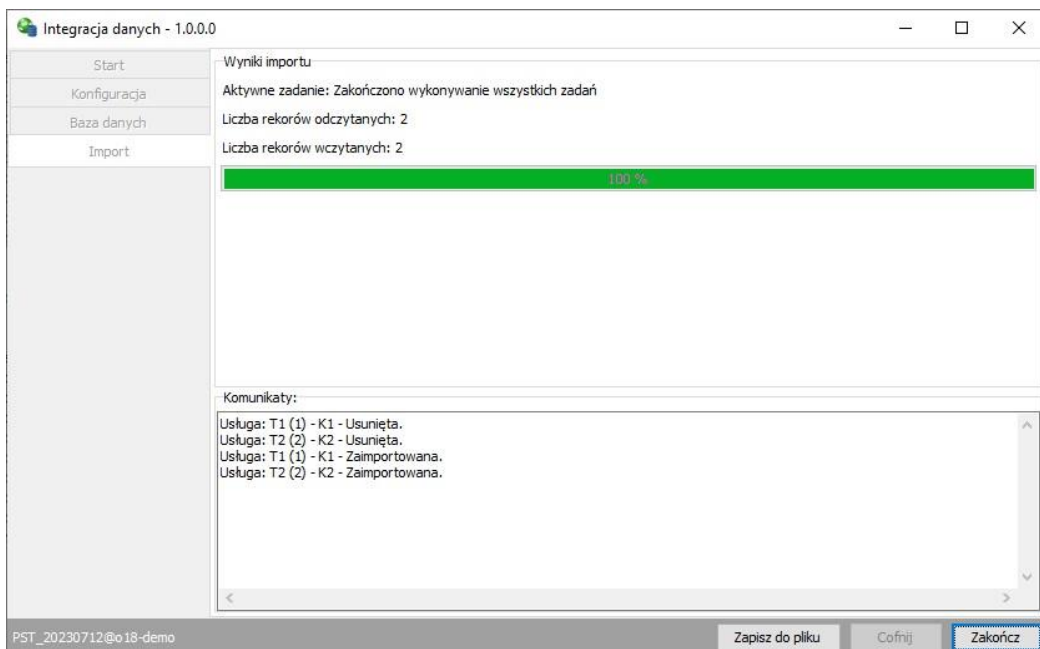 Integracja danych - 1.0.0.0
Start
Konfiguracja
Baza danych
Import
Wyniki importu
Aktywne zadanie: Zakończono wykonywanie wszystkich zadań
Liczba rekorów odczytanych: 2
Liczba rekorów wczytanych: 2
100 %
Komunikaty:
Usługa: T1 (1) - K1 - Usunięta.
Usługa: T2 (2) - K2 - Usunięta.
Usługa: T1 (1) - K1 - Zaimportowana.
Usługa: T2 (2) - K2 - Zaimportowana.
PST_20230712@o18-demo
Zapisz do pliku
Cofnij
Zakończ